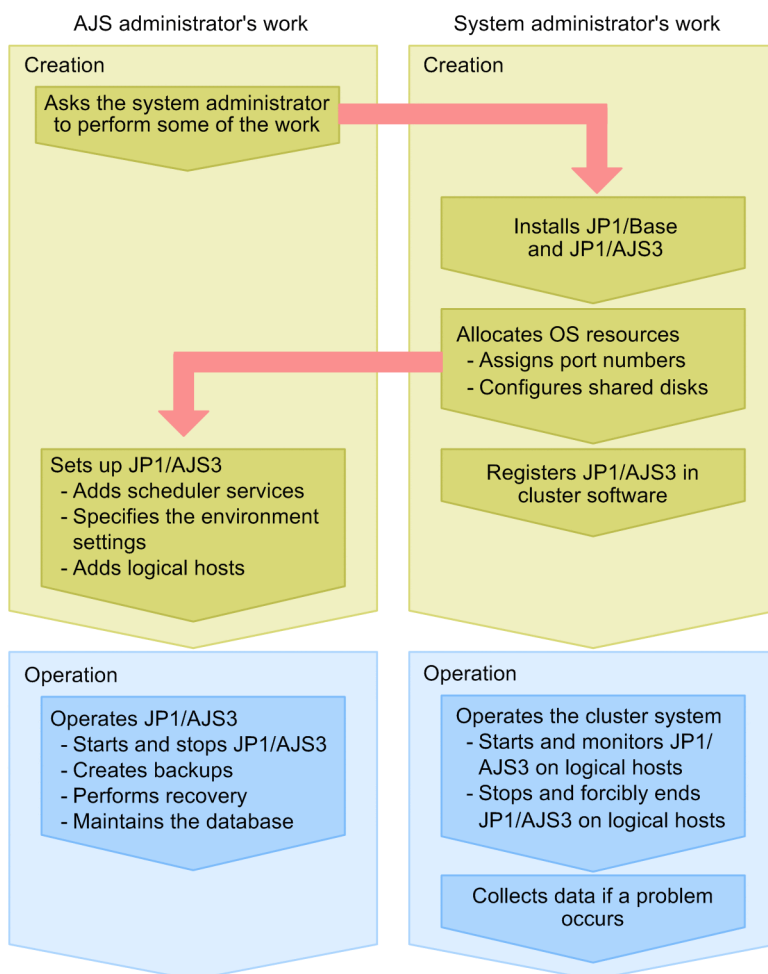 AJS administrator's work
System administrator's work
Creation
Asks the system administrator
to perform some of the work
Sets up JP1/AJS3
- Adds scheduler services
- Specifies the environment
settings
- Adds logical hosts
Creation
Installs JP1/Base
and JP1/AJS3
Allocates OS resources
- Assigns port numbers
- Configures shared disks
Registers JP1/AJS3 in
cluster software
Operation
Operates JP1/AJS3
- Starts and stops JP1/AJS3
- Creates backups
- Performs recovery
- Maintains the database
Operation
Operates the cluster system
- Starts and monitors JP1/
AJS3 on logical hosts
- Stops and forcibly ends
JP1/AJS3 on logical hosts
Collects data if a problem
occurs